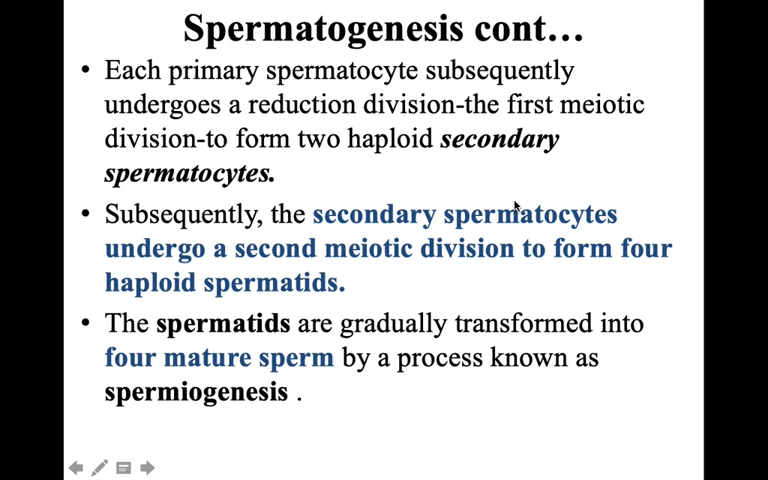 Spermatogenesis cont…
• Each primary spermatocyte subsequently
undergoes a reduction division-the first meiotic
division-to form two haploid secondary
spermatocytes.
• Subsequently, the secondary spermatocytes
undergo a second meiotic division to form four
haploid spermatids.
• The spermatids are gradually transformed into
four mature sperm by a process known as
spermiogenesis .